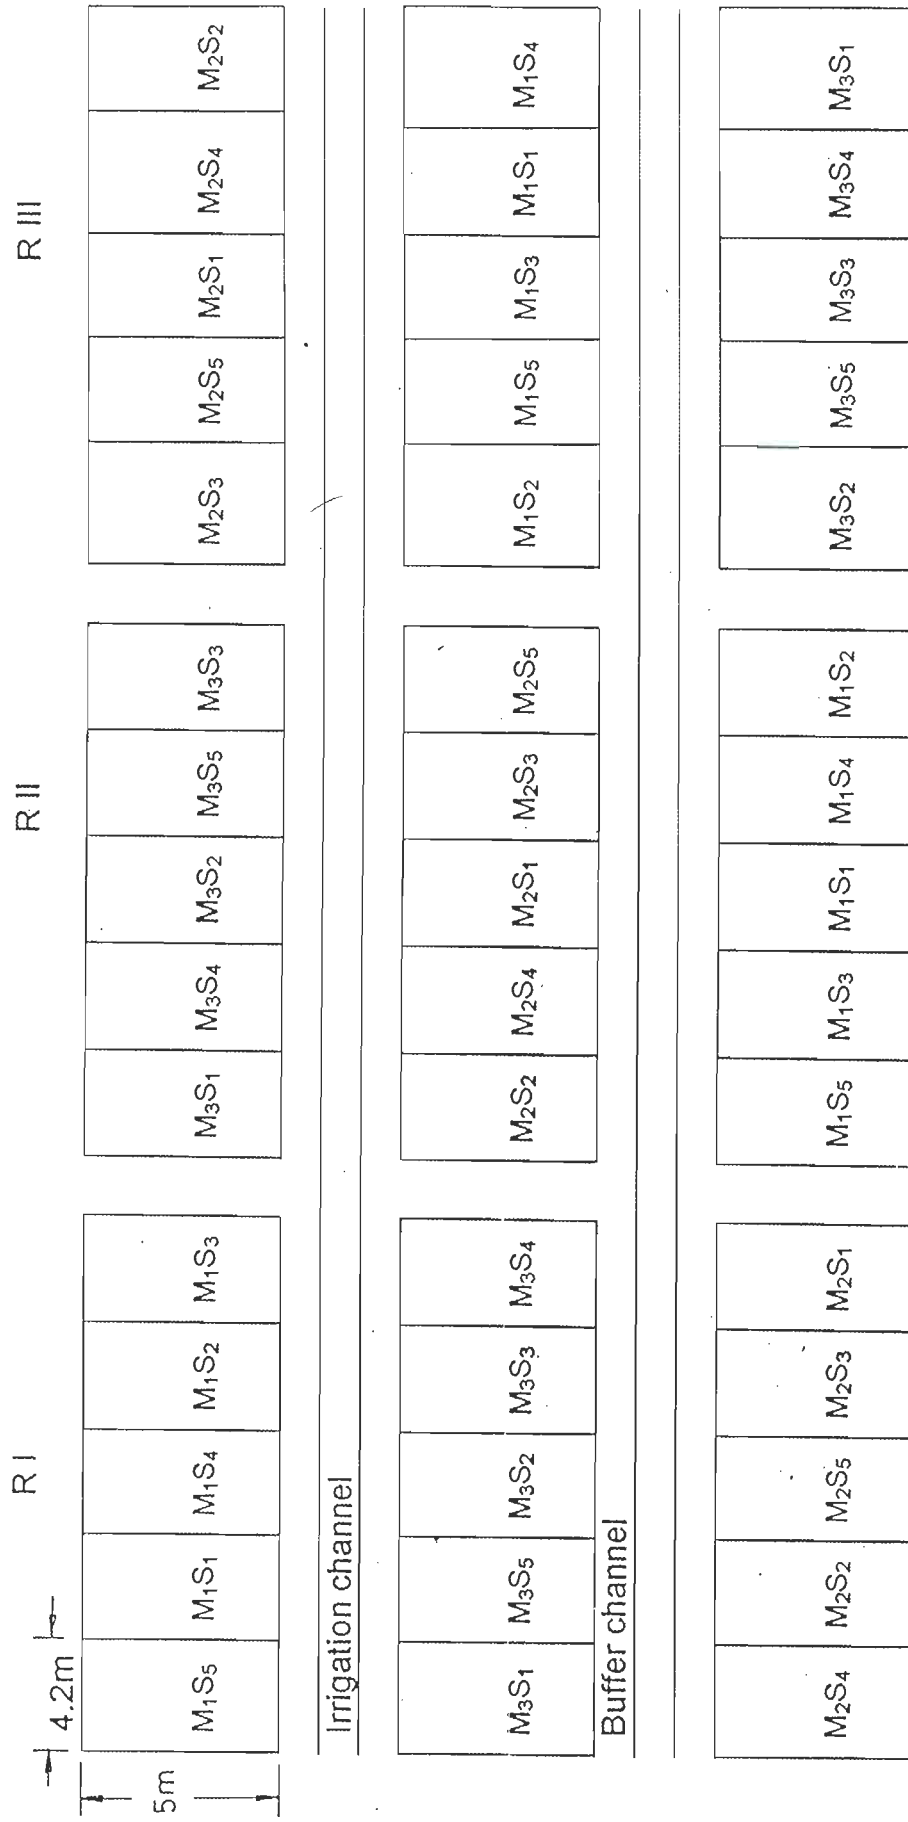 R I R II R III
4.2m
5m
M₁S₅ M₁S₁ M₁S₄ M₁S₂ M₁S₃ M₃S₁ M₃S₄ M₃S₂ M₃S₅ M₃S₃ M₂S₃ M₂S₅ M₂S₁ M₂S₄ M₂S₂
Irrigation channel
M₃S₁ M₃S₅ M₃S₂ M₃S₃ M₃S₄ M₂S₂ M₂S₄ M₂S₁ M₂S₃ M₂S₅ M₁S₂ M₁S₅ M₁S₃ M₁S₁ M₁S₄
Buffer channel
M₂S₄ M₂S₂ M₂S₅ M₂S₃ M₂S₁ M₁S₅ M₁S₃ M₁S₁ M₁S₄ M₁S₂ M₃S₂ M₃S₅ M₃S₃ M₃S₄ M₃S₁